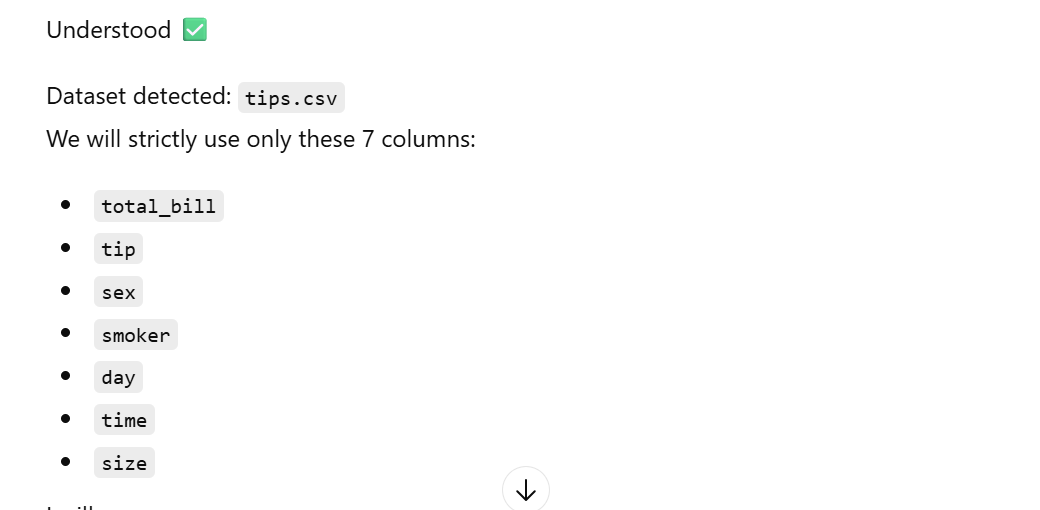 Understood ✅
Dataset detected: tips.csv
We will strictly use only these 7 columns:
total_bill
tip
sex
smoker
day
time
size